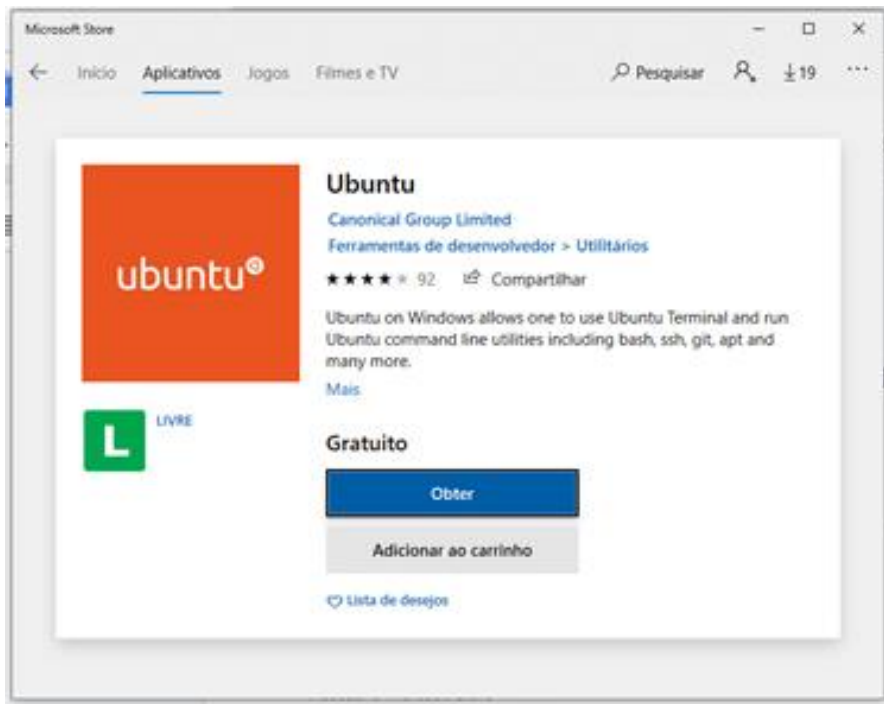 Microsoft Store
Início Aplicativos Jogos Filmes e TV Pesquisar 19
Ubuntu
Canonical Group Limited
Ferramentas de desenvolvedor > Utilitários
92 Compartilhar
ubuntu
Ubuntu on Windows allows one to use Ubuntu Terminal and run
Ubuntu command line utilities including bash, ssh, git, apt and
many more.
Mais
L LIVRE
Gratuito
Obter
Adicionar ao carrinho
Lista de desejos